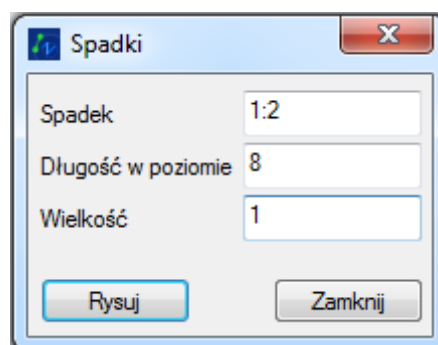 Spadki
Spadek 1:2
Długość w poziomie 8
Wielkość 1
Rysuj Zamknij